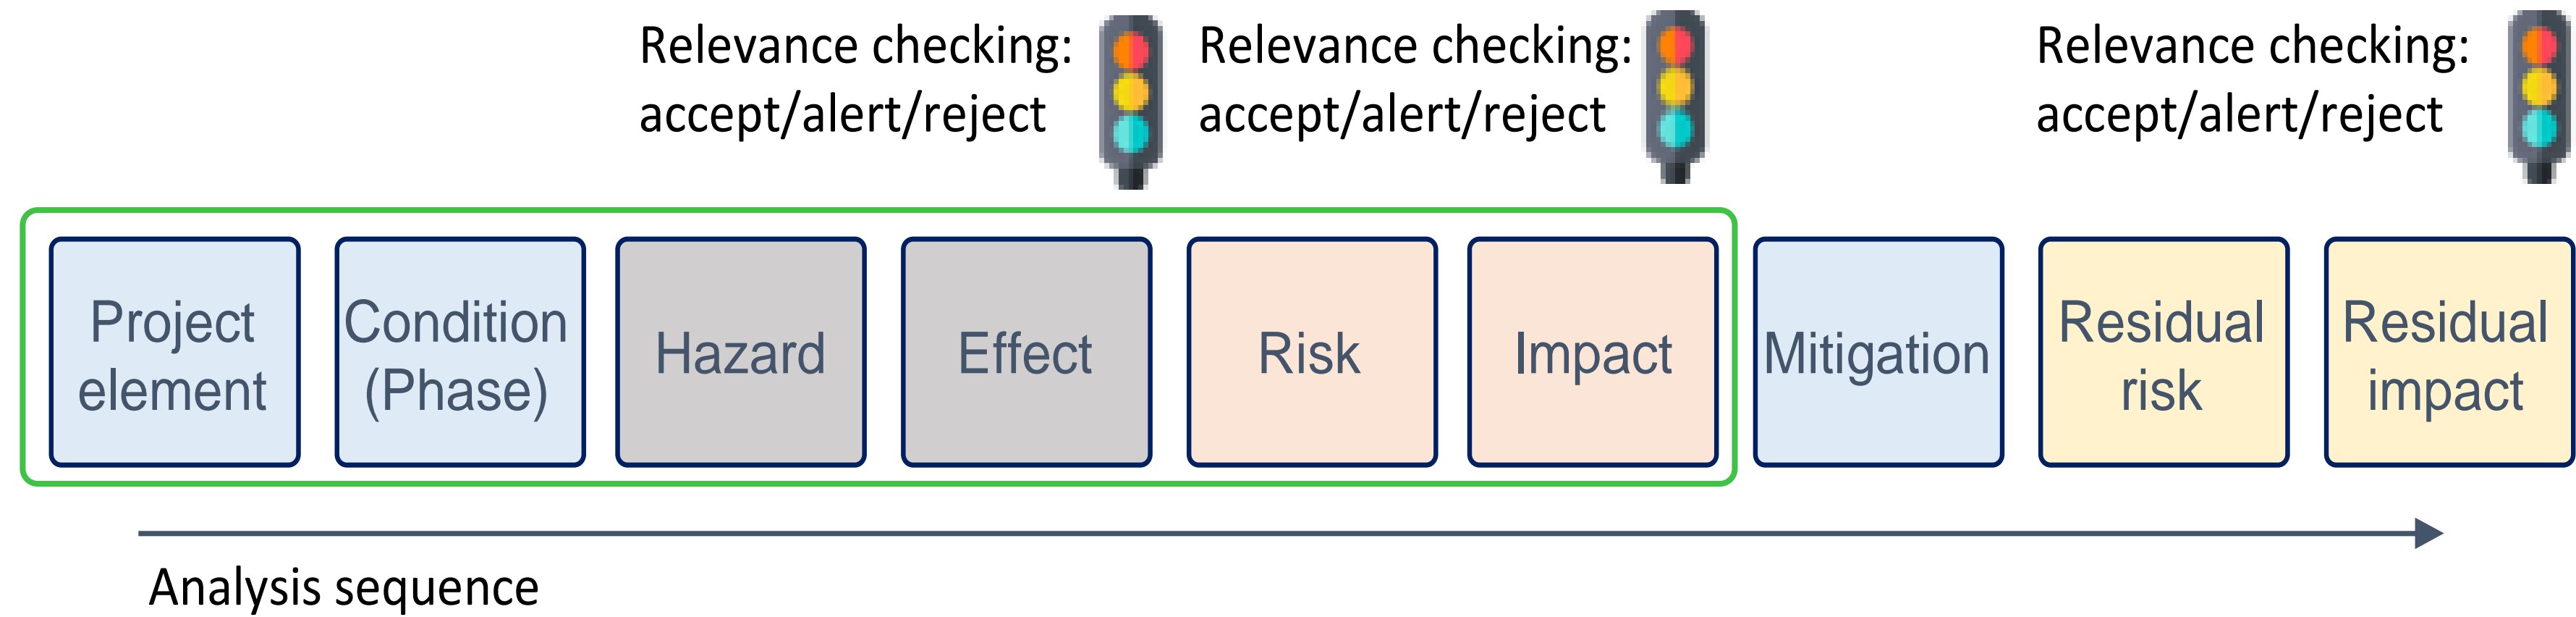 Relevance checking:
accept/alert/reject
Relevance checking:
accept/alert/reject
Relevance checking:
accept/alert/reject
Project
element
Condition
(Phase)
Hazard
Effect
Risk
Impact
Mitigation
Residual
risk
Residual
impact
Analysis sequence